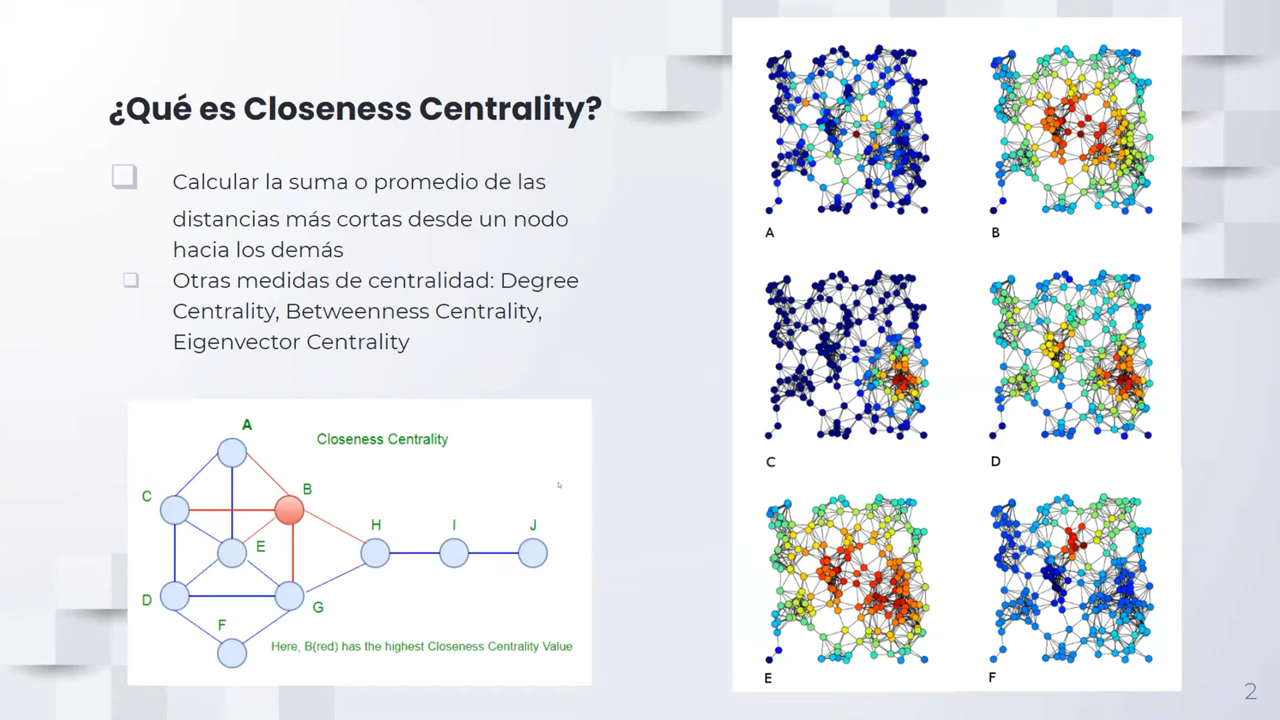 ¿Qué es Closeness Centrality?
Calcular la suma o promedio de las
distancias más cortas desde un nodo
hacia los demás
Otras medidas de centralidad: Degree
Centrality, Betweenness Centrality,
Eigenvector Centrality
A
Closeness Centrality
C
B
H
I
J
E
D
G
F
Here, B(red) has the highest Closeness Centrality Value
A
B
C
D
E
F
2